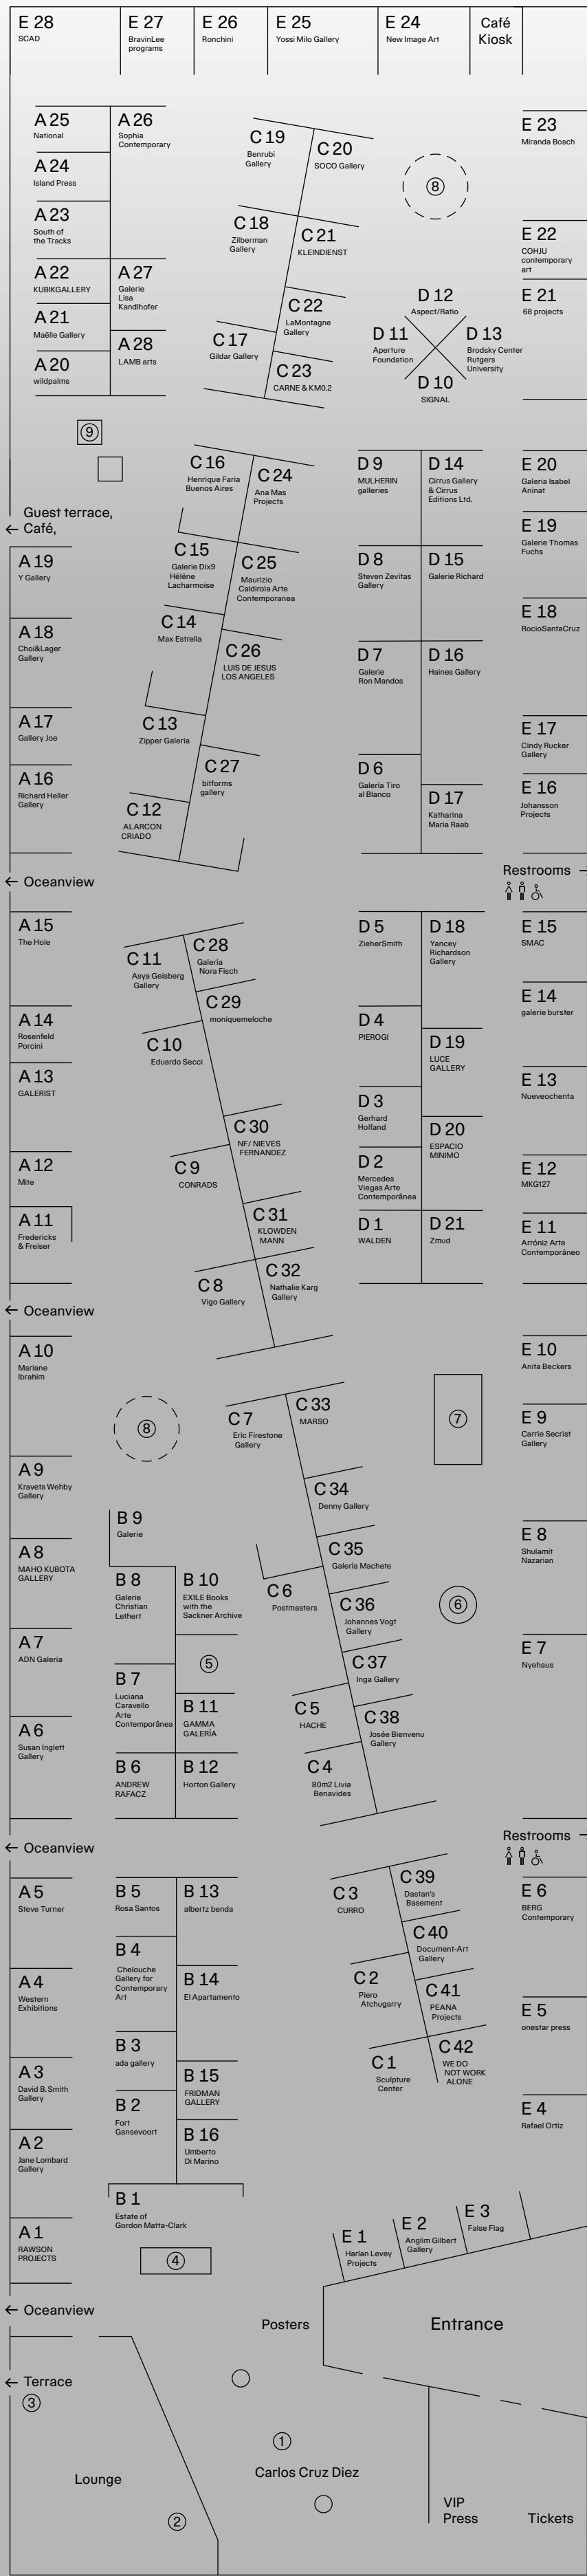 E 28
SCAD
E 27
BravinLee
programs
E 26
Ronchini
E 25
Yossi Milo Gallery
E 24
New Image Art
Café
Kiosk
A 25
National
A 26
Sophia
Contemporary
A 24
Island Press
A 23
South of
the Tracks
A 22
KUBIKGALLERY
A 27
Galerie
Lisa
Kandlhofer
A 21
Maëlle Gallery
A 28
LAMB arts
A 20
wildpalms
C 19
Benrubi
Gallery
C 20
SOCO Gallery
C 18
Zilberman
Gallery
C 21
KLEINDIENST
C 22
LaMontagne
Gallery
C 17
Gildar Gallery
C 23
CARNE & KM0.2
8
D 12
Aspect/Ratio
D 11
Aperture
Foundation
D 13
Brodsky Center
Rutgers
University
D 10
SIGNAL
E 23
Miranda Bosch
E 22
COHJU
contemporary
art
E 21
68 projects
9
Guest terrace,
← Café,
C 16
Henrique Faria
Buenos Aires
C 24
Ana Mas
Projects
C 15
Galerie Dix9
Hélène
Lacharmoise
C 25
Maurizio
Caldirola Arte
Contemporanea
C 14
Max Estrella
C 26
LUIS DE JESUS
LOS ANGELES
C 13
Zipper Galeria
C 27
bitforms
gallery
C 12
ALARCON
CRIADO
D 9
MULHERIN
galleries
D 14
Cirrus Gallery
& Cirrus
Editions Ltd.
D 8
Steven Zevitas
Gallery
D 15
Galerie Richard
D 7
Galerie
Ron Mandos
D 16
Haines Gallery
D 6
Galería Tiro
al Blanco
D 17
Katharina
Maria Raab
E 20
Galeria Isabel
Aninat
E 19
Galerie Thomas
Fuchs
E 18
RocioSantaCruz
E 17
Cindy Rucker
Gallery
E 16
Johansson
Projects
A 19
Y Gallery
A 18
Choi&Lager
Gallery
A 17
Gallery Joe
A 16
Richard Heller
Gallery
← Oceanview
Restrooms →
A 15
The Hole
A 14
Rosenfeld
Porcini
A 13
GALERIST
A 12
Mite
A 11
Fredericks
& Freiser
C 11
Asya Geisberg
Gallery
C 28
Galería
Nora Fisch
C 29
moniquemeloche
C 10
Eduardo Secci
C 30
NF/ NIEVES
FERNANDEZ
C 9
CONRADS
C 31
KLOWDEN
MANN
C 8
Vigo Gallery
C 32
Nathalie Karg
Gallery
D 5
ZieherSmith
D 18
Yancey
Richardson
Gallery
D 4
PIEROGI
D 19
LUCE
GALLERY
D 3
Gerhard
Hofland
D 20
ESPACIO
MINIMO
D 2
Mercedes
Viegas Arte
Contemporânea
D 1
WALDEN
D 21
Zmud
E 15
SMAC
E 14
galerie burster
E 13
Nueveochenta
E 12
MKG127
E 11
Arróniz Arte
Contemporáneo
← Oceanview
A 10
Mariane
Ibrahim
8
A 9
Kravets Wehby
Gallery
A 8
MAHO KUBOTA
GALLERY
A 7
ADN Galeria
A 6
Susan Inglett
Gallery
B 9
Galerie
B 8
Galerie
Christian
Lethert
B 10
EXILE Books
with the
Sackner Archive
5
B 7
Luciana
Caravello
Arte
Contemporânea
B 11
GAMMA
GALERÍA
B 6
ANDREW
RAFACZ
B 12
Horton Gallery
C 7
Eric Firestone
Gallery
C 33
MARSO
C 34
Denny Gallery
C 35
Galería Machete
C 6
Postmasters
C 36
Johannes Vogt
Gallery
C 37
Inga Gallery
C 5
HACHE
C 38
Josée Bienvenu
Gallery
C 4
80m2 Livia
Benavides
7
6
E 10
Anita Beckers
E 9
Carrie Secrist
Gallery
E 8
Shulamit
Nazarian
E 7
Nyehaus
← Oceanview
Restrooms →
A 5
Steve Turner
A 4
Western
Exhibitions
A 3
David B. Smith
Gallery
A 2
Jane Lombard
Gallery
A 1
RAWSON
PROJECTS
B 5
Rosa Santos
B 13
albertz benda
B 4
Chelouche
Gallery for
Contemporary
Art
B 14
El Apartamento
B 3
ada gallery
B 15
FRIDMAN
GALLERY
B 2
Fort
Gansevoort
B 16
Umberto
Di Marino
B 1
Estate of
Gordon Matta-Clark
4
C 3
CURRO
C 39
Dastan's
Basement
C 40
Document-Art
Gallery
C 2
Piero
Atchugarry
C 41
PEANA
Projects
C 1
Sculpture
Center
C 42
WE DO
NOT WORK
ALONE
E 6
BERG
Contemporary
E 5
onestar press
E 4
Rafael Ortiz
E 3
False Flag
E 2
Anglim Gilbert
Gallery
E 1
Harlan Levey
Projects
← Oceanview
Posters
Entrance
← Terrace
3
1
Carlos Cruz Diez
Lounge
2
VIP
Press
Tickets